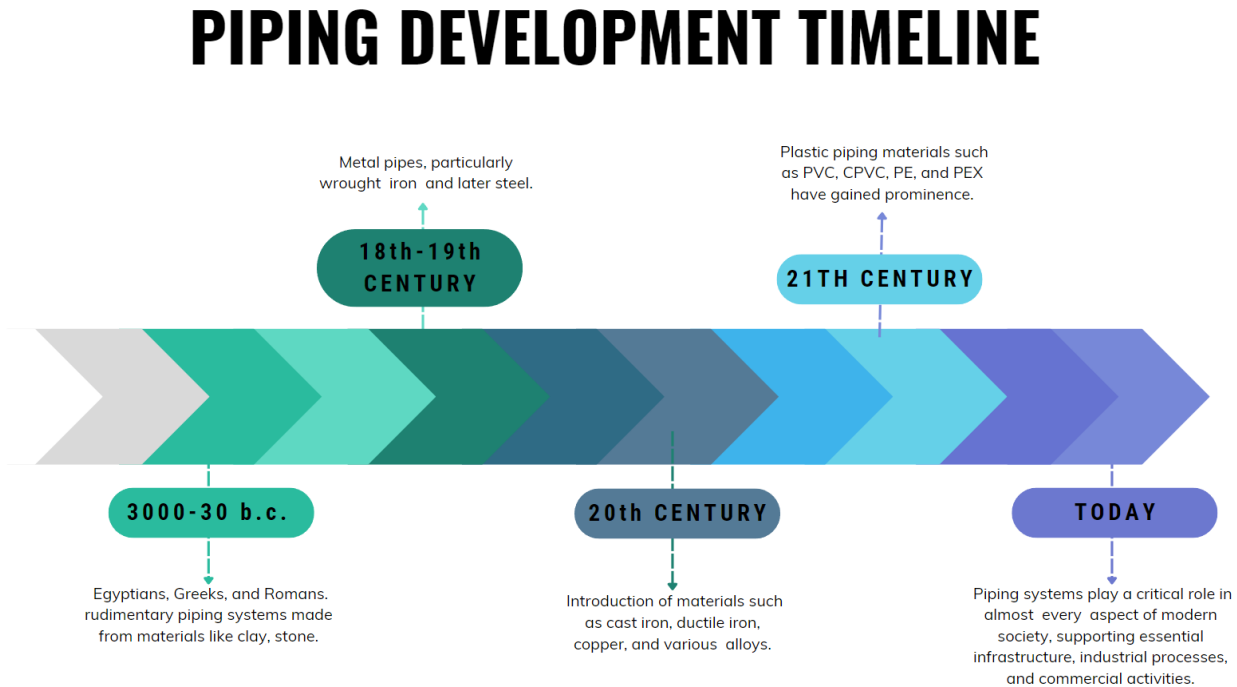 PIPING DEVELOPMENT TIMELINE
Metal pipes, particularly
wrought iron and later steel.
18th-19th
CENTURY
Plastic piping materials such
as PVC, CPVC, PE, and PEX
have gained prominence.
21TH CENTURY
3000-30 b.c.
Egyptians, Greeks, and Romans.
rudimentary piping systems made
from materials like clay, stone.
20th CENTURY
Introduction of materials such
as cast iron, ductile iron,
copper, and various alloys.
TODAY
Piping systems play a critical role in
almost every aspect of modern
society, supporting essential
infrastructure, industrial processes,
and commercial activities.